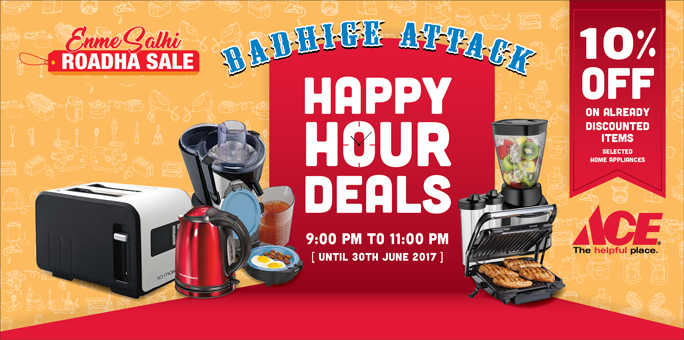 Enme Salhi
ROADHA SALE
BADHIGE ATTACK
HAPPY
HOUR
DEALS
9:00 PM TO 11:00 PM
[ UNTIL 30TH JUNE 2017 ]
10%
OFF
ON ALREADY
DISCOUNTED
ITEMS
SELECTED
HOME APPLIANCES
ACE
The helpful place.